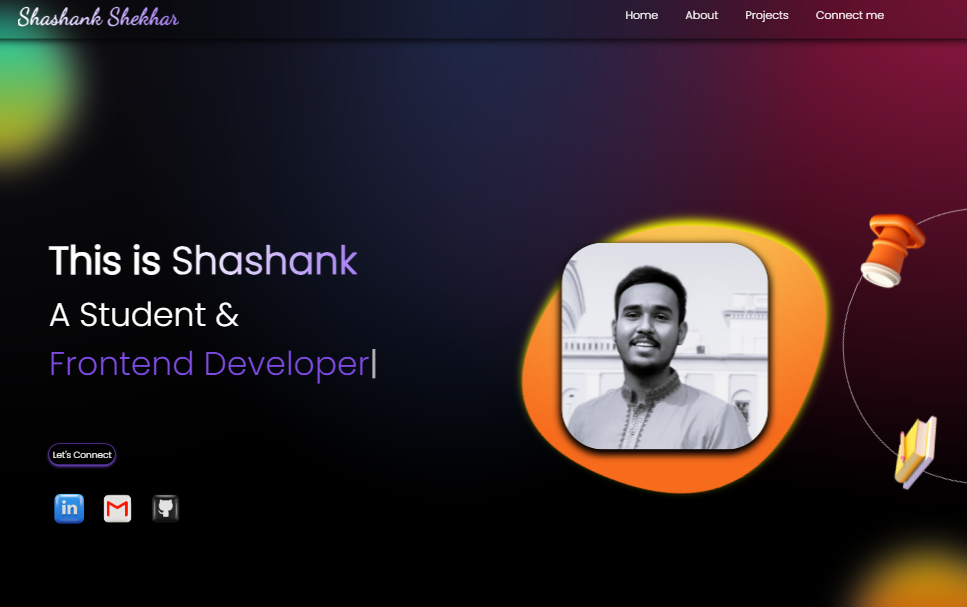 Shashank Shekhar
Home About Projects Connect me
This is Shashank
A Student &
Frontend Developer|
Let's Connect
in